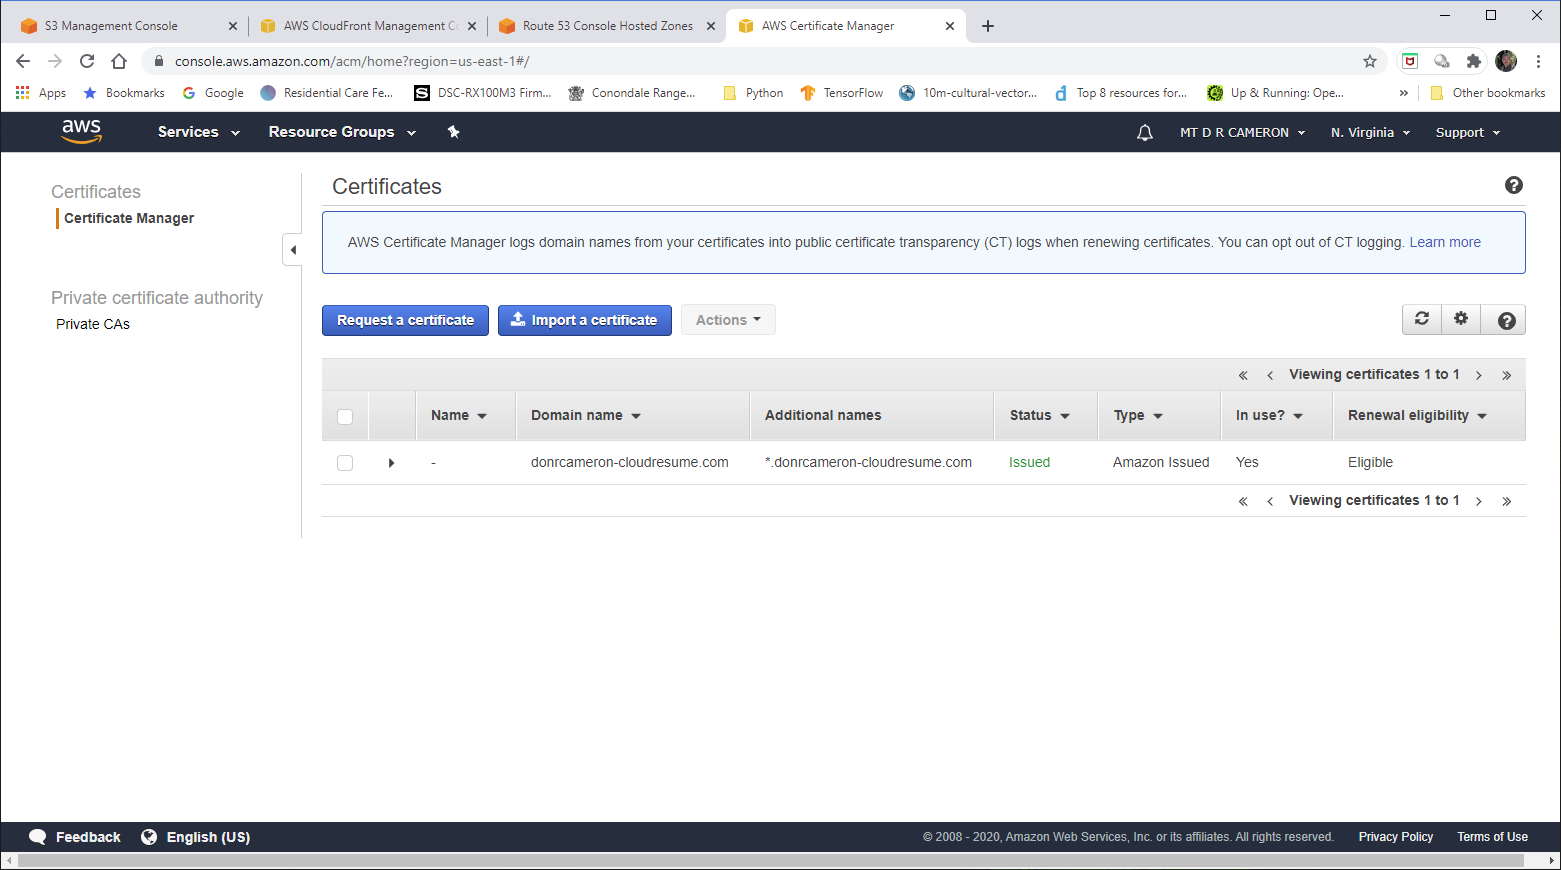 S3 Management Console
AWS CloudFront Management Co
Route 53 Console Hosted Zones
AWS Certificate Manager
console.aws.amazon.com/acm/home?region=us-east-1#/
Apps
Bookmarks
Google
Residential Care Fe...
DSC-RX100M3 Firm...
Conondale Range...
Python
TensorFlow
10m-cultural-vector...
Top 8 resources for...
Up & Running: Ope...
»
Other bookmarks
aws
Services
Resource Groups
MT D R CAMERON
N. Virginia
Support
Certificates
Certificate Manager
Private certificate authority
Private CAs
Certificates
AWS Certificate Manager logs domain names from your certificates into public certificate transparency (CT) logs when renewing certificates. You can opt out of CT logging. Learn more
Request a certificate
Import a certificate
Actions
« ‹ Viewing certificates 1 to 1 › »
Name
Domain name
Additional names
Status
Type
In use?
Renewal eligibility
-
donrcameron-cloudresume.com
*.donrcameron-cloudresume.com
Issued
Amazon Issued
Yes
Eligible
« ‹ Viewing certificates 1 to 1 › »
Feedback
English (US)
© 2008 - 2020, Amazon Web Services, Inc. or its affiliates. All rights reserved.
Privacy Policy
Terms of Use